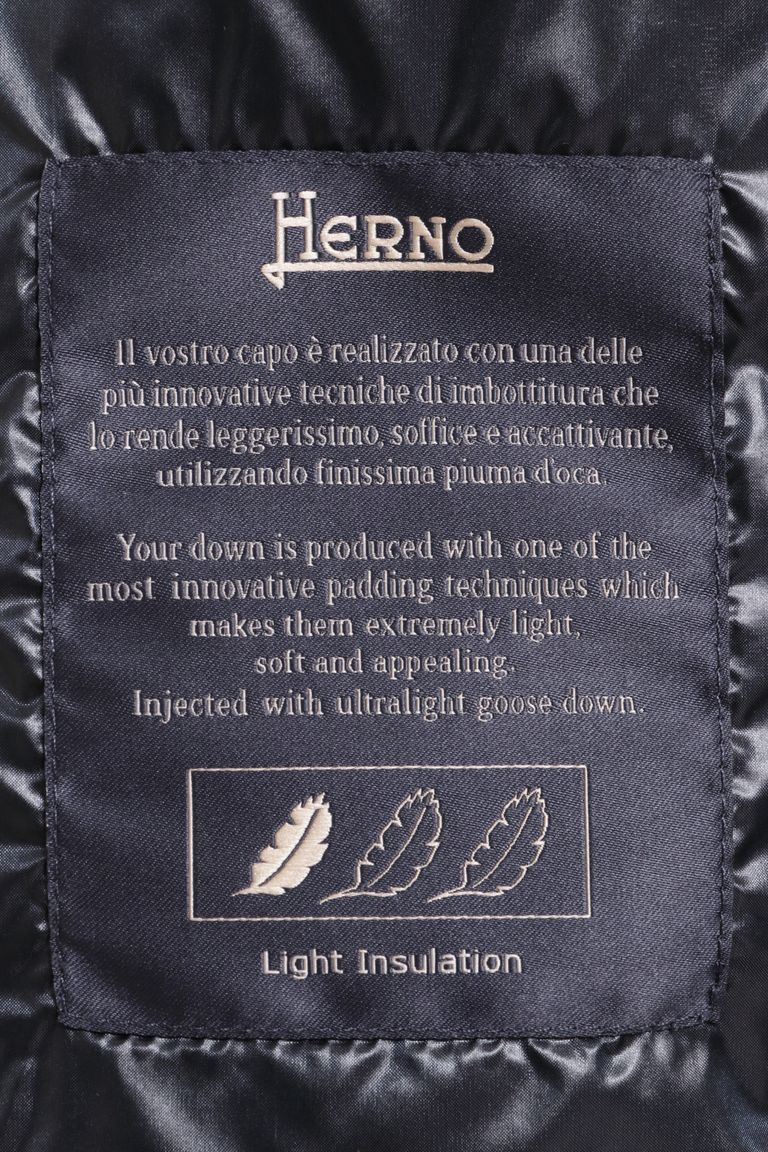 HERNO
Il vostro capo è realizzato con una delle
più innovative tecniche di imbottitura che
lo rende leggerissimo, soffice e accattivante,
utilizzando finissima piuma d'oca.
Your down is produced with one of the
most innovative padding techniques which
makes them extremely light,
soft and appealing.
Injected with ultralight goose down.
Light Insulation